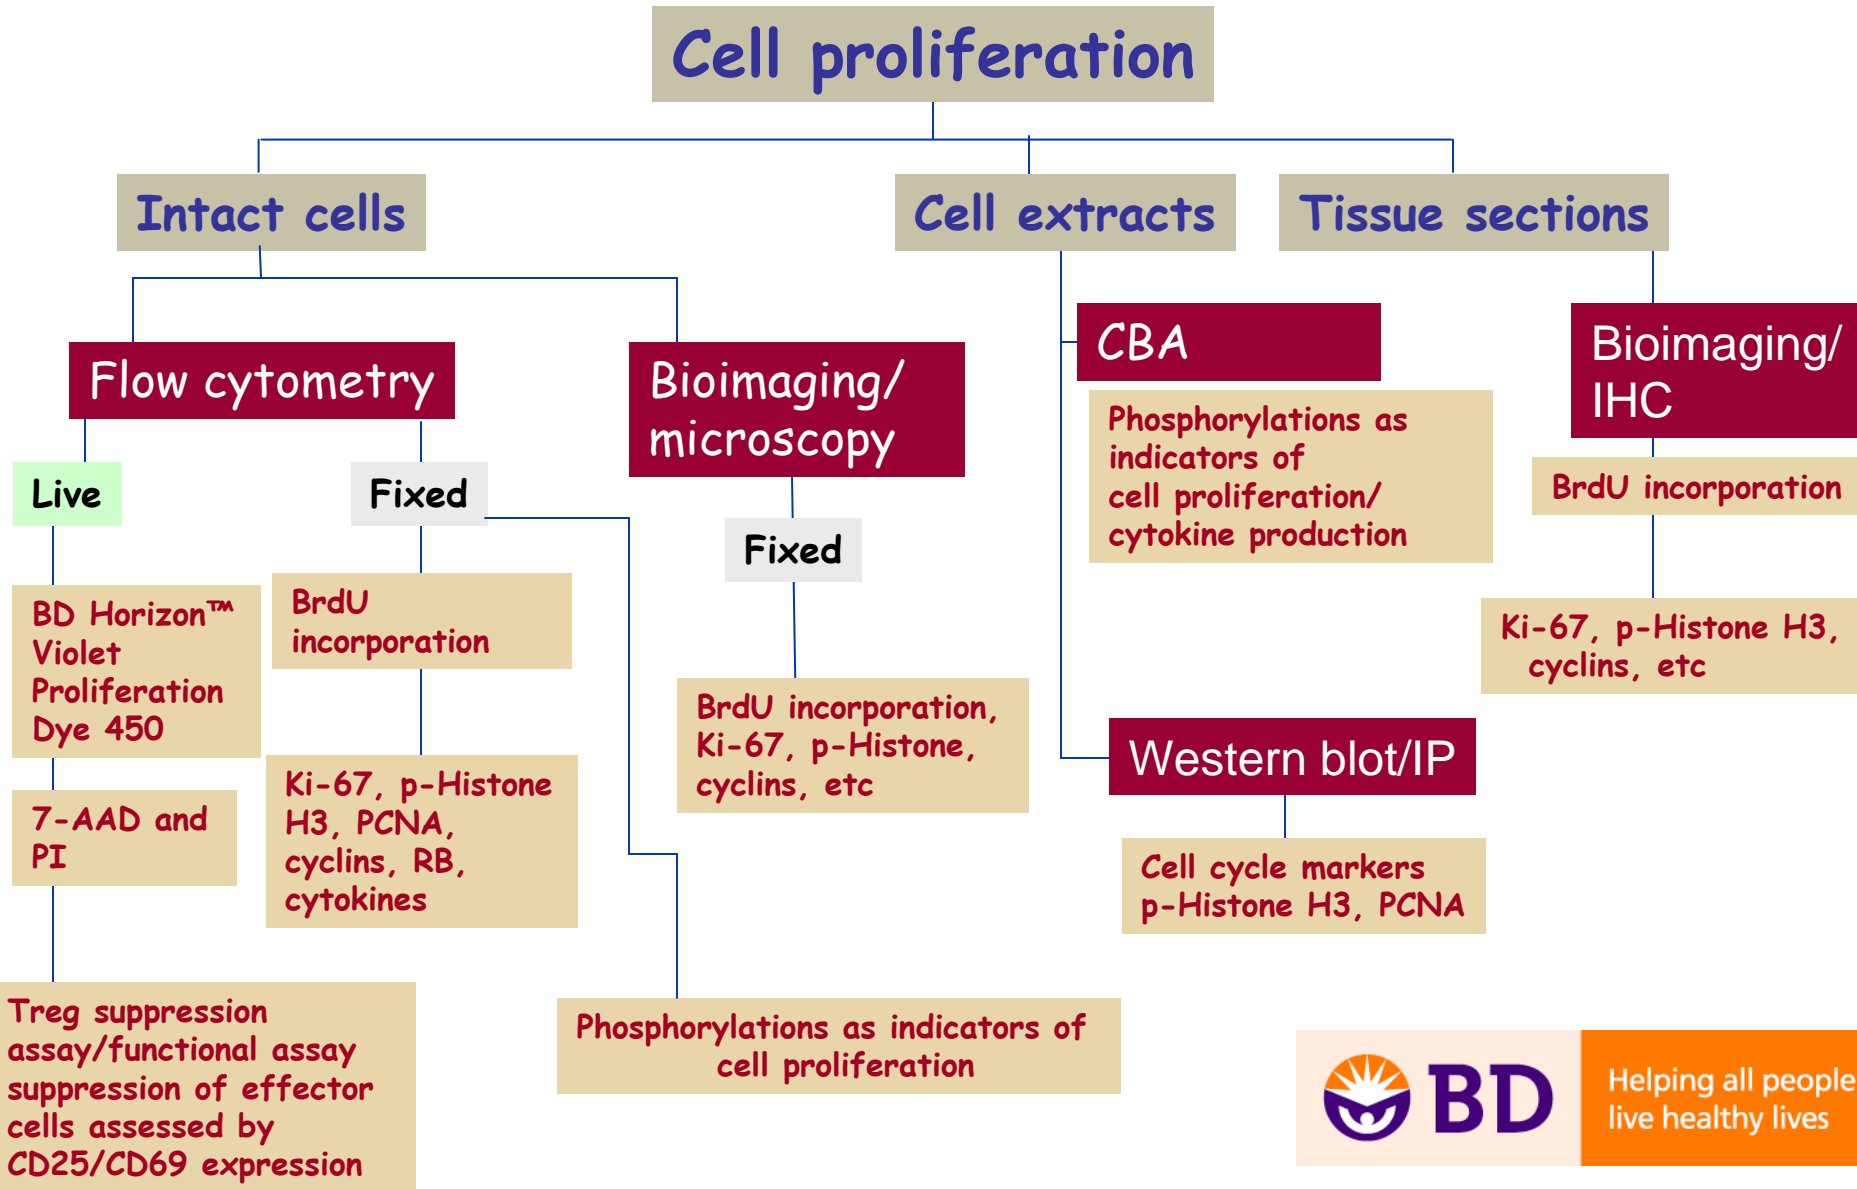 Cell proliferation
Intact cells
Cell extracts
Tissue sections
Flow cytometry
Live
BD Horizon™
Violet
Proliferation
Dye 450
7-AAD and
PI
Treg suppression
assay/functional assay
suppression of effector
cells assessed by
CD25/CD69 expression
Fixed
BrdU
incorporation
Ki-67, p-Histone
H3, PCNA,
cyclins, RB,
cytokines
Phosphorylations as indicators of
cell proliferation
Bioimaging/
microscopy
Fixed
BrdU incorporation,
Ki-67, p-Histone,
cyclins, etc
CBA
Phosphorylations as
indicators of
cell proliferation/
cytokine production
Western blot/IP
Cell cycle markers
p-Histone H3, PCNA
Bioimaging/
IHC
BrdU incorporation
Ki-67, p-Histone H3,
cyclins, etc
BD
Helping all people
live healthy lives